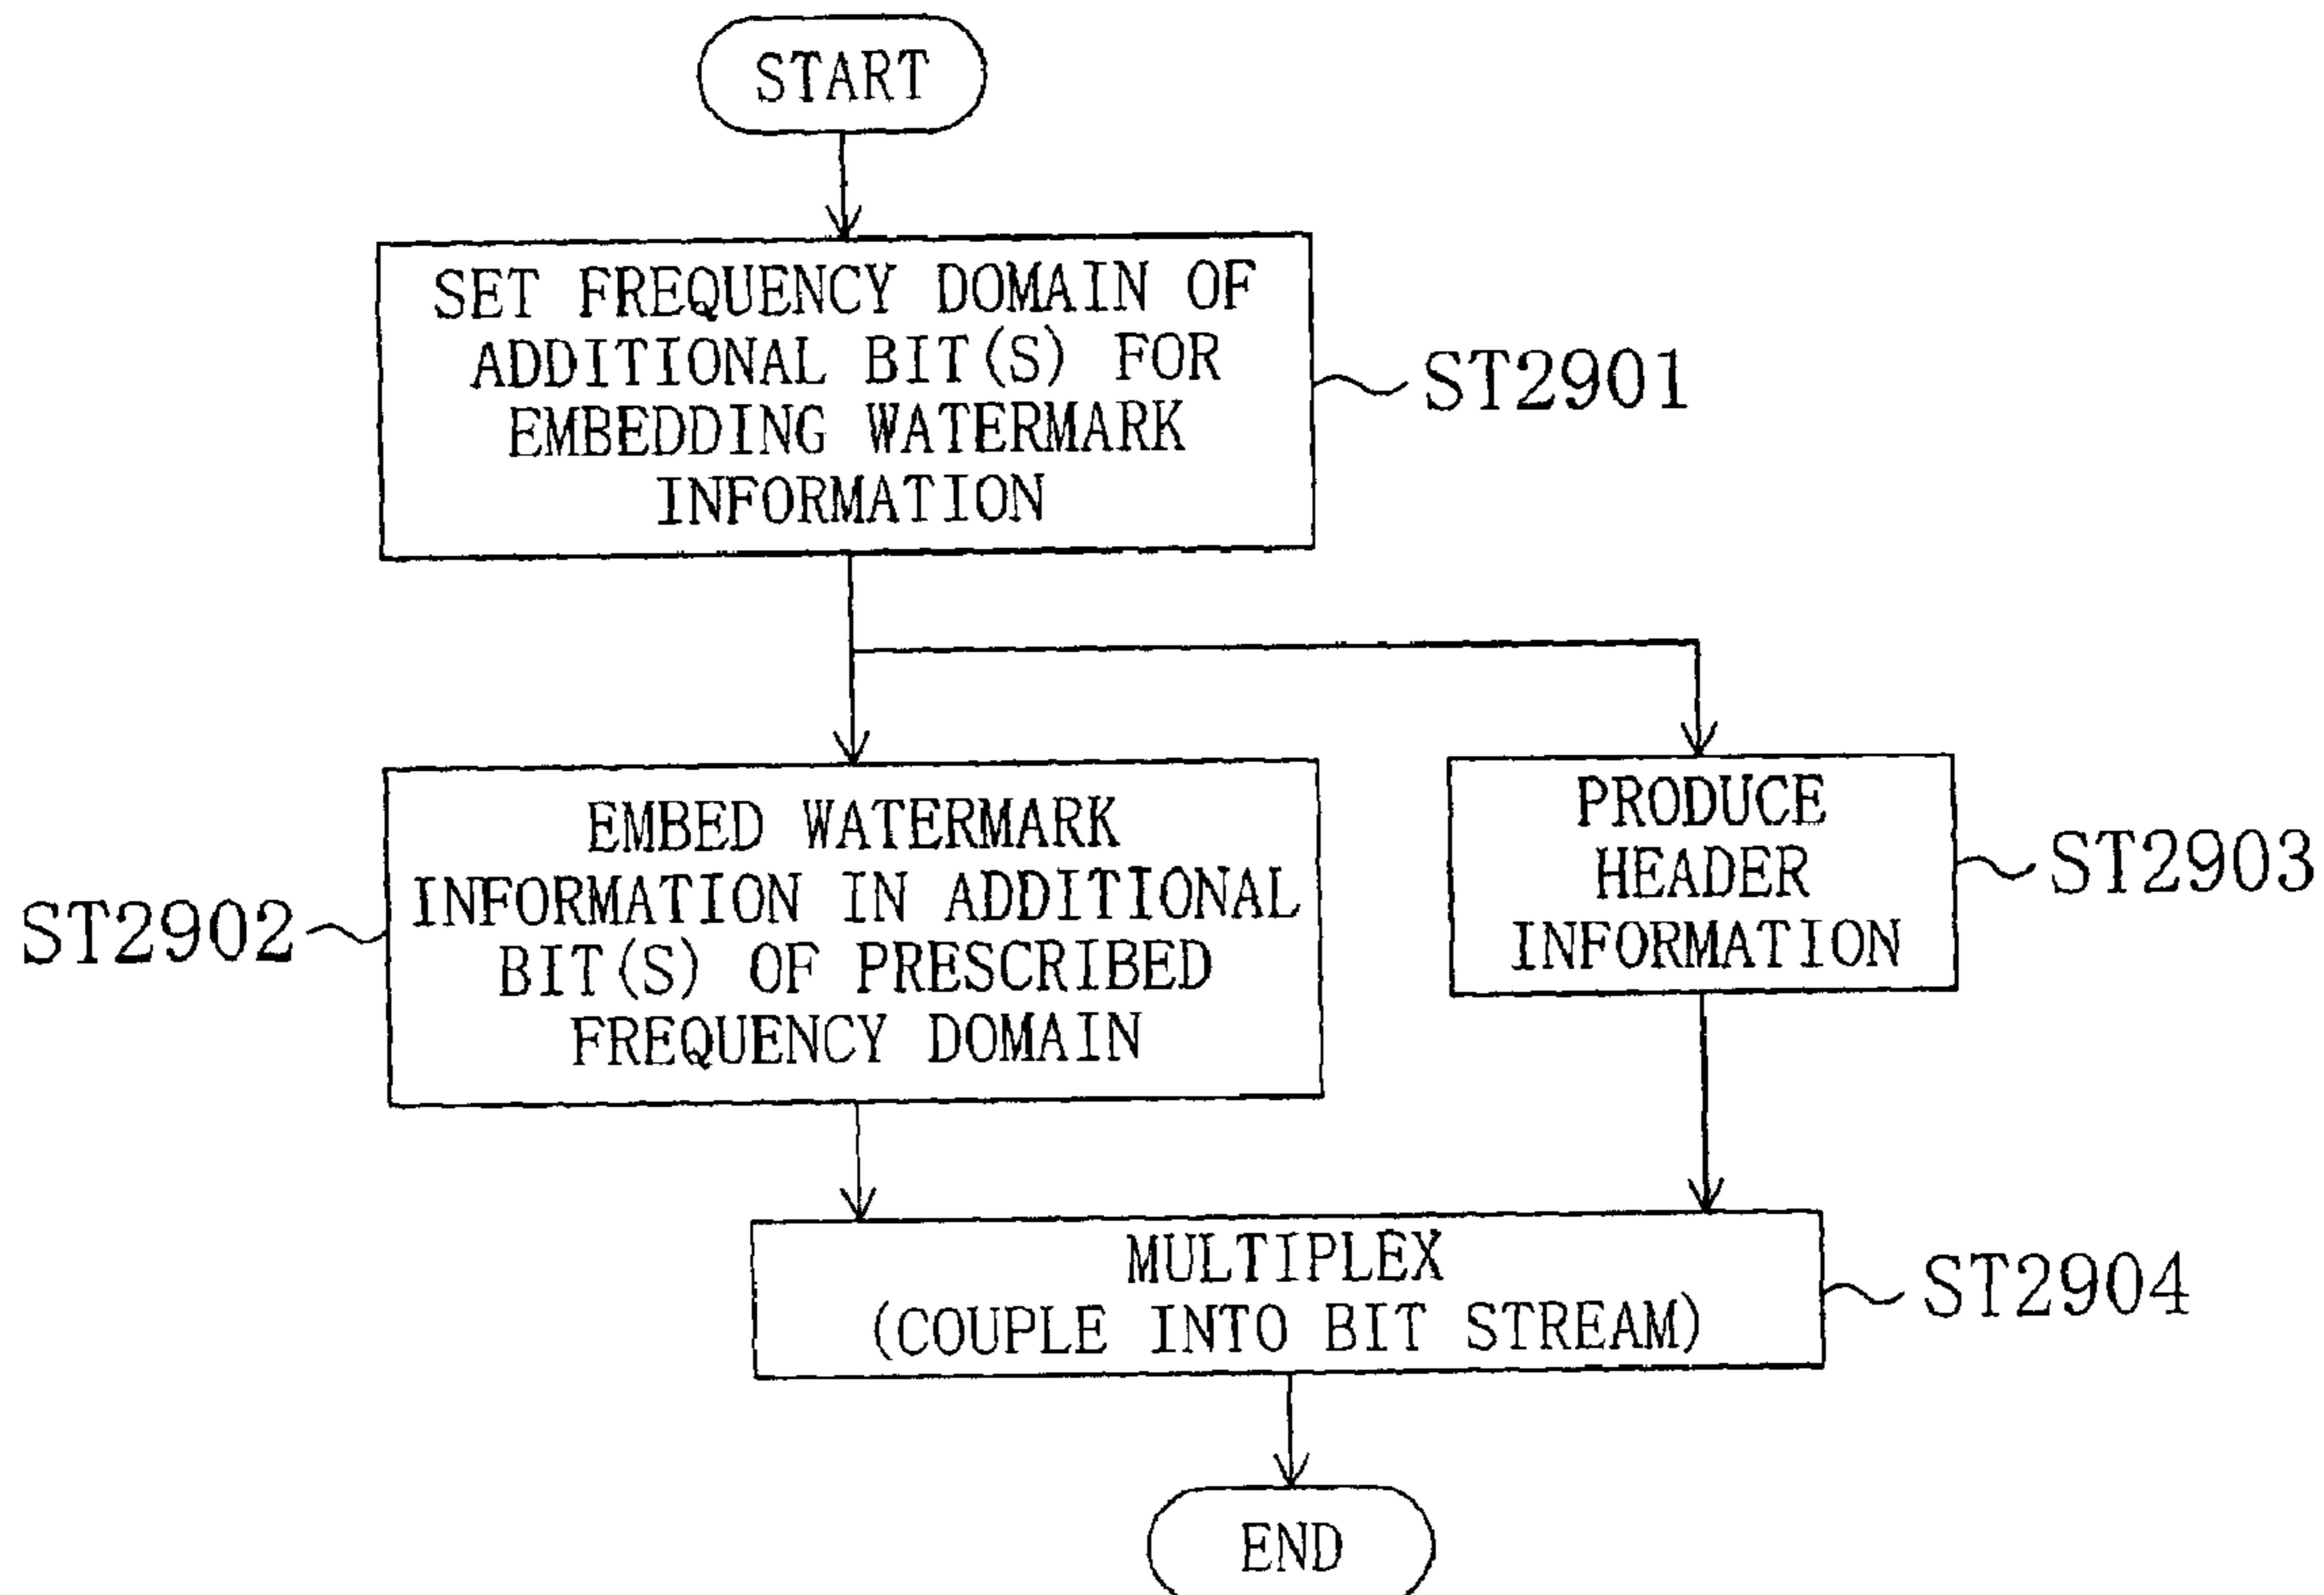 START
SET FREQUENCY DOMAIN OF
ADDITIONAL BIT(S) FOR
EMBEDDING WATERMARK
INFORMATION
ST2901
EMBED WATERMARK
INFORMATION IN ADDITIONAL
BIT(S) OF PRESCRIBED
FREQUENCY DOMAIN
ST2902
PRODUCE
HEADER
INFORMATION
ST2903
MULTIPLEX
(COUPLE INTO BIT STREAM)
ST2904
END